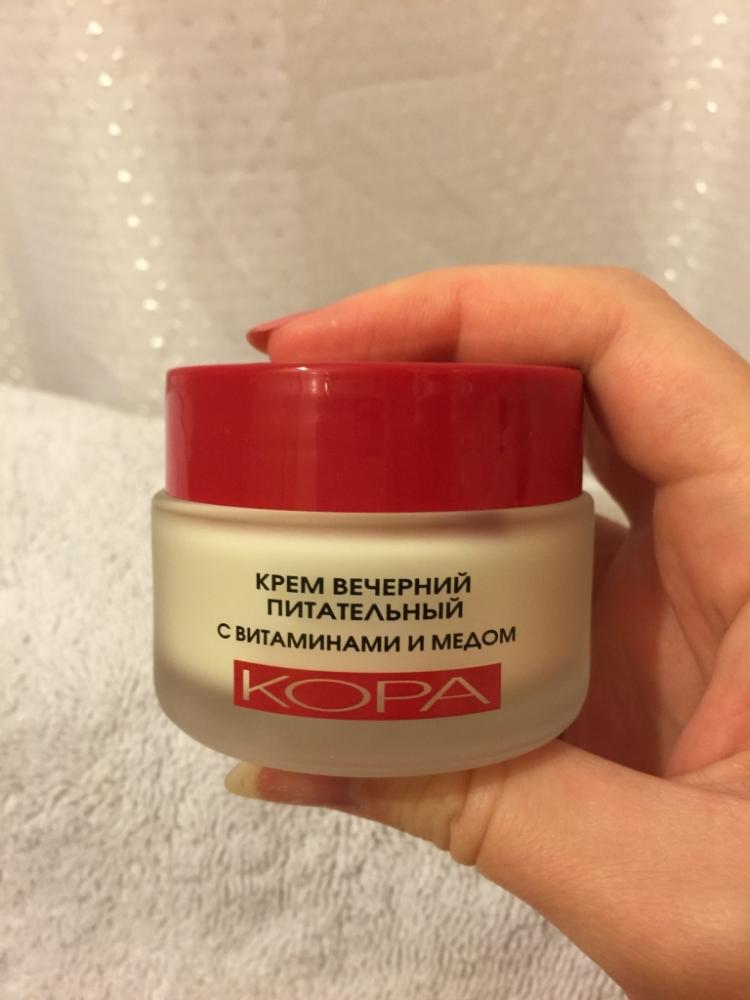 КРЕМ ВЕЧЕРНИЙ
ПИТАТЕЛЬНЫЙ
С ВИТАМИНАМИ И МЕДОМ
КОРА